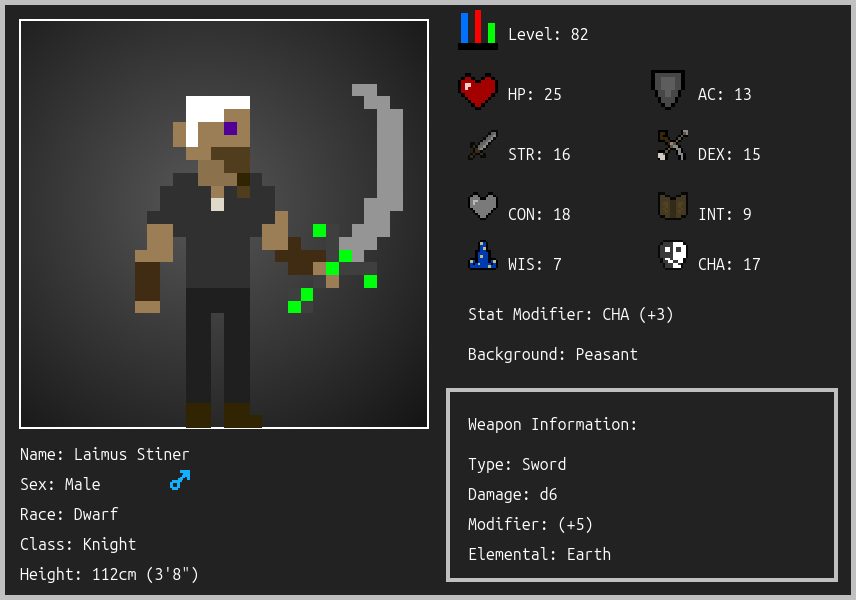 Level: 82
HP: 25
AC: 13
STR: 16
DEX: 15
CON: 18
INT: 9
WIS: 7
CHA: 17
Stat Modifier: CHA (+3)
Background: Peasant
Weapon Information:
Type: Sword
Damage: d6
Modifier: (+5)
Elemental: Earth
Name: Laimus Stiner
Sex: Male
Race: Dwarf
Class: Knight
Height: 112cm (3'8")